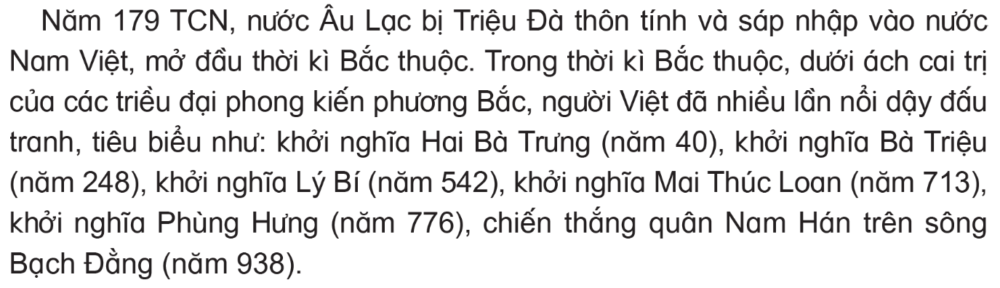 Năm 179 TCN, nước Âu Lạc bị Triệu Đà thôn tính và sáp nhập vào nước
Nam Việt, mở đầu thời kì Bắc thuộc. Trong thời kì Bắc thuộc, dưới ách cai trị
của các triều đại phong kiến phương Bắc, người Việt đã nhiều lần nổi dậy đấu
tranh, tiêu biểu như: khởi nghĩa Hai Bà Trưng (năm 40), khởi nghĩa Bà Triệu
(năm 248), khởi nghĩa Lý Bí (năm 542), khởi nghĩa Mai Thúc Loan (năm 713),
khởi nghĩa Phùng Hưng (năm 776), chiến thắng quân Nam Hán trên sông
Bạch Đằng (năm 938).